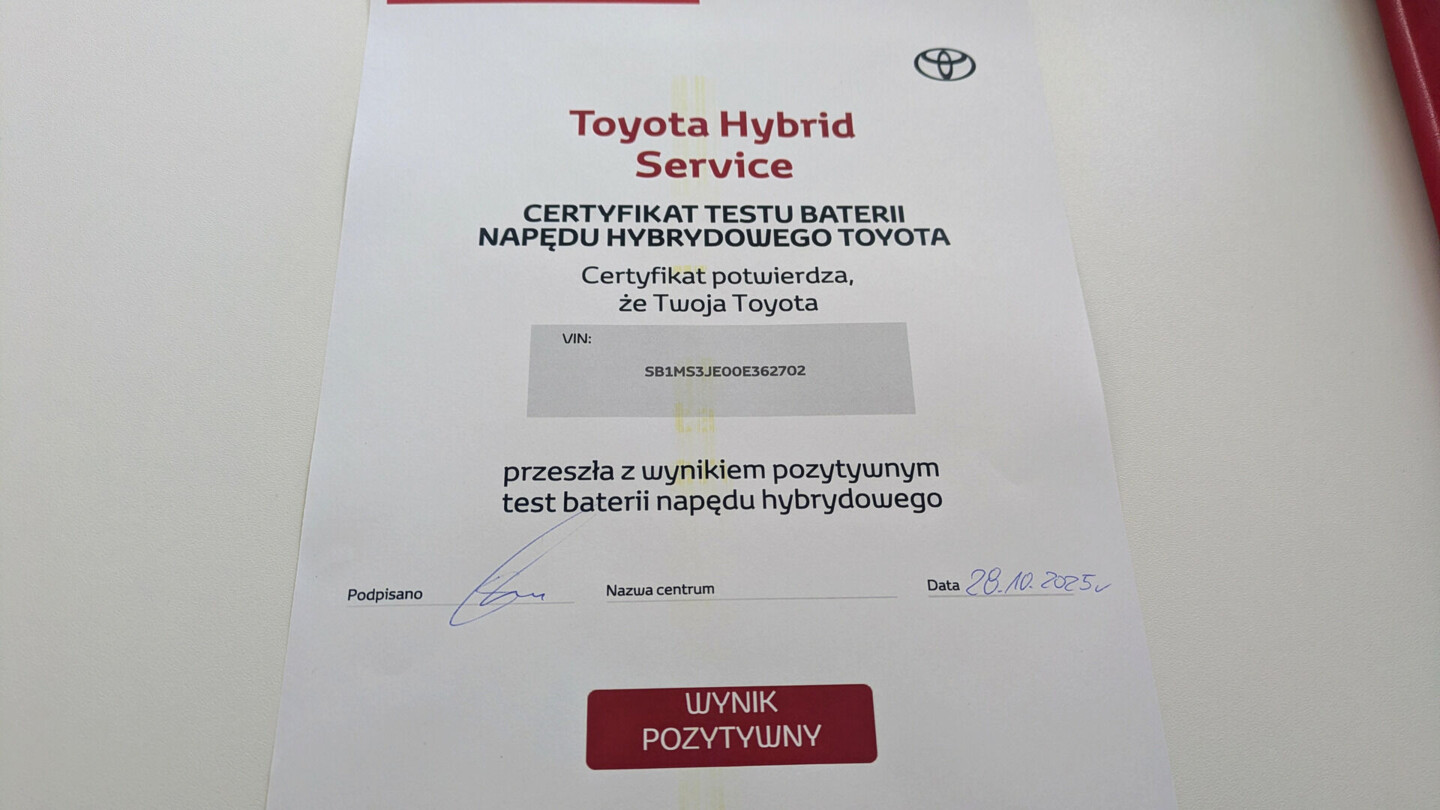 Toyota Hybrid
Service
CERTYFIKAT TESTU BATERII
NAPĘDU HYBRYDOWEGO TOYOTA
Certyfikat potwierdza,
że Twoja Toyota
VIN:
SB1MS3JE00E362702
przeszła z wynikiem pozytywnym
test baterii napędu hybrydowego
Podpisano
Nazwa centrum
Data 28.10.2025r
WYNIK
POZYTYWNY